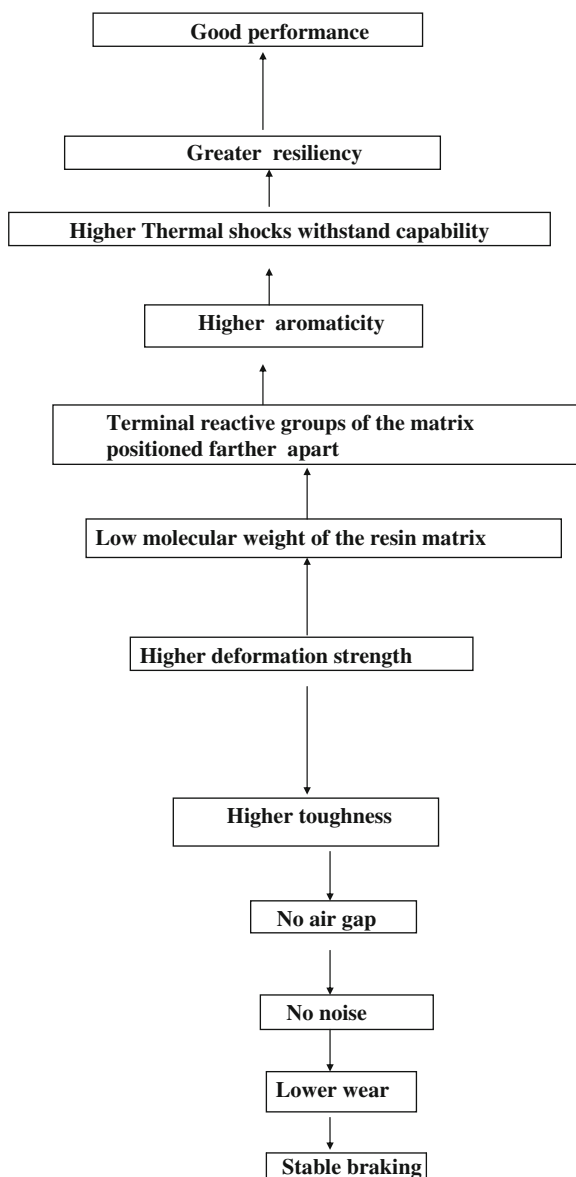 Good performance
Greater resiliency
Higher Thermal shocks withstand capability
Higher aromaticity
Terminal reactive groups of the matrix
positioned farther apart
Low molecular weight of the resin matrix
Higher deformation strength
Higher toughness
No air gap
No noise
Lower wear
Stable braking